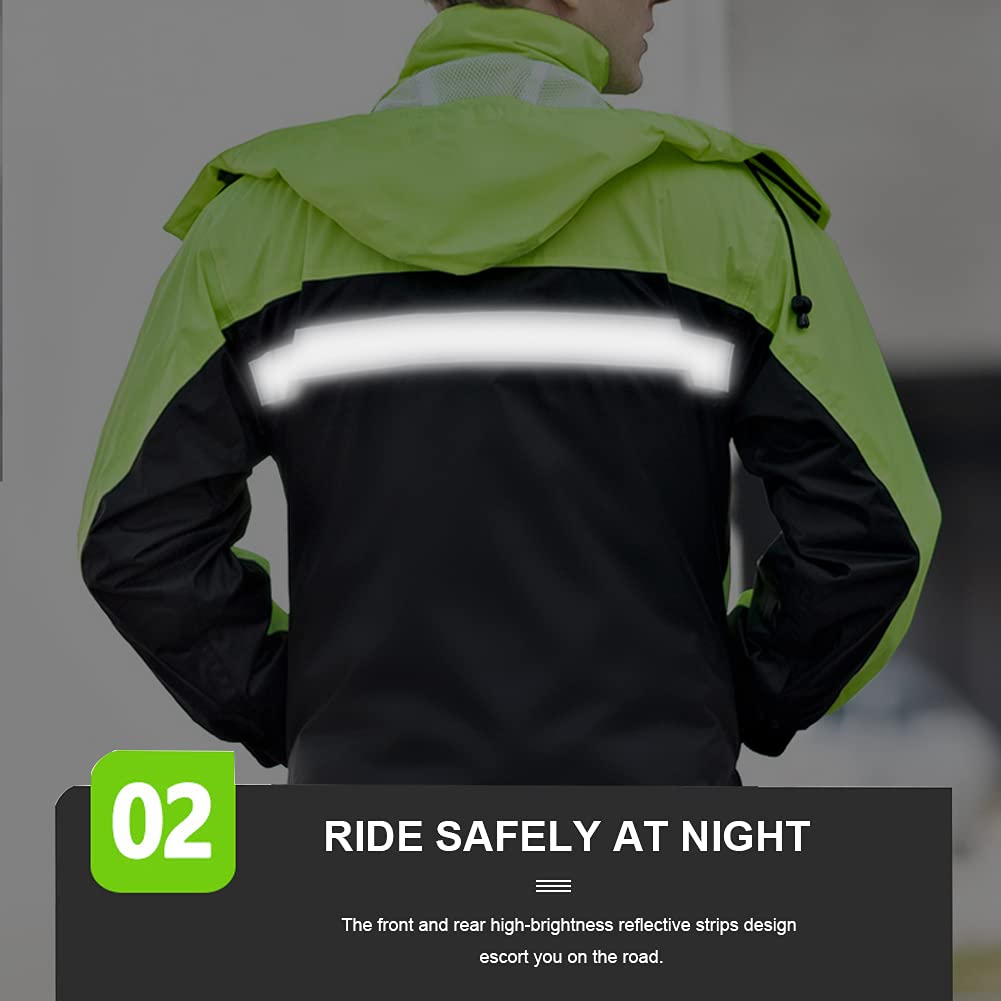 02
RIDE SAFELY AT NIGHT
The front and rear high-brightness reflective strips design
escort you on the road.